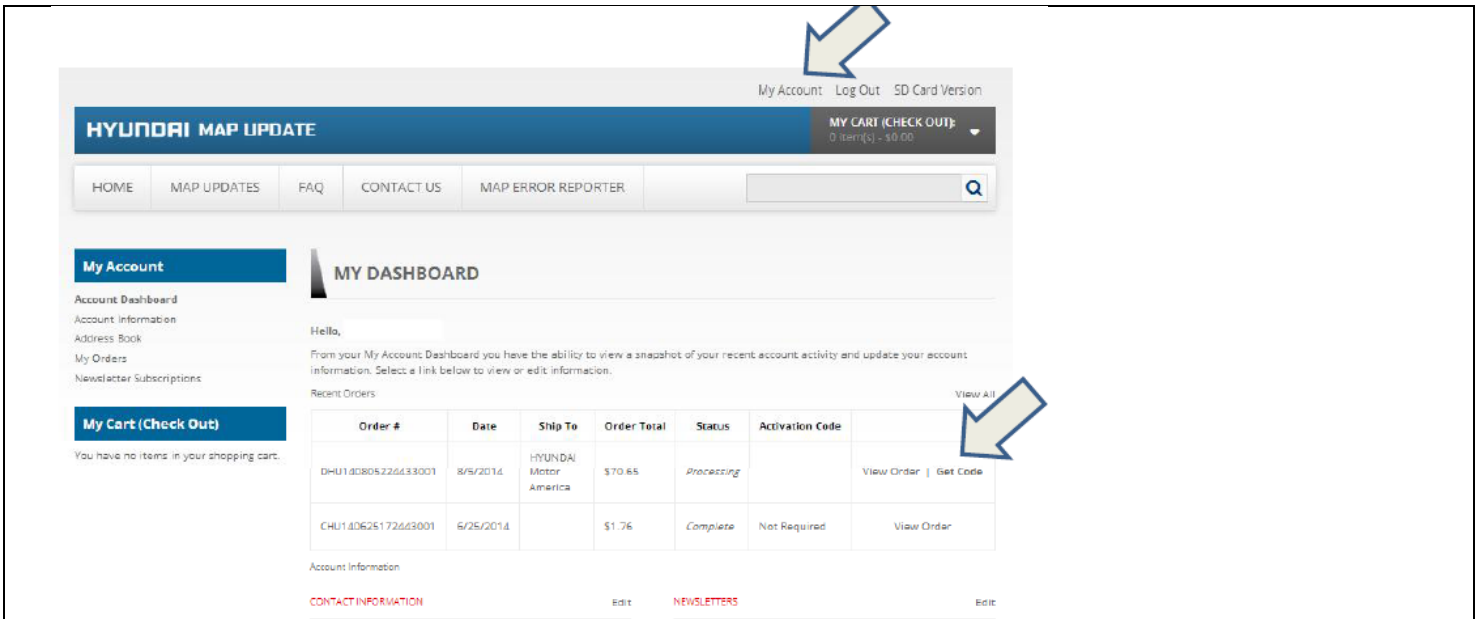 My Account Log Out SD Card Version
HYUNDAI MAP UPDATE
MY CART (CHECK OUT):
0 item(s) - $0.00
HOME MAP UPDATES FAQ CONTACT US MAP ERROR REPORTER
My Account
Account Dashboard
Account Information
Address Book
My Orders
Newsletter Subscriptions
My Cart (Check Out)
You have no items in your shopping cart.
MY DASHBOARD
Hello,
From your My Account Dashboard you have the ability to view a snapshot of your recent account activity and update your account
information. Select a link below to view or edit information.
Recent Orders View All
Order # Date Ship To Order Total Status Activation Code
DHU140805224433001 8/5/2014 HYUNDAI Motor America $70.65 Processing View Order | Get Code
CHU140625172443001 6/25/2014 $1.76 Complete Not Required View Order
Account Information
CONTACT INFORMATION Edit NEWSLETTERS Edit